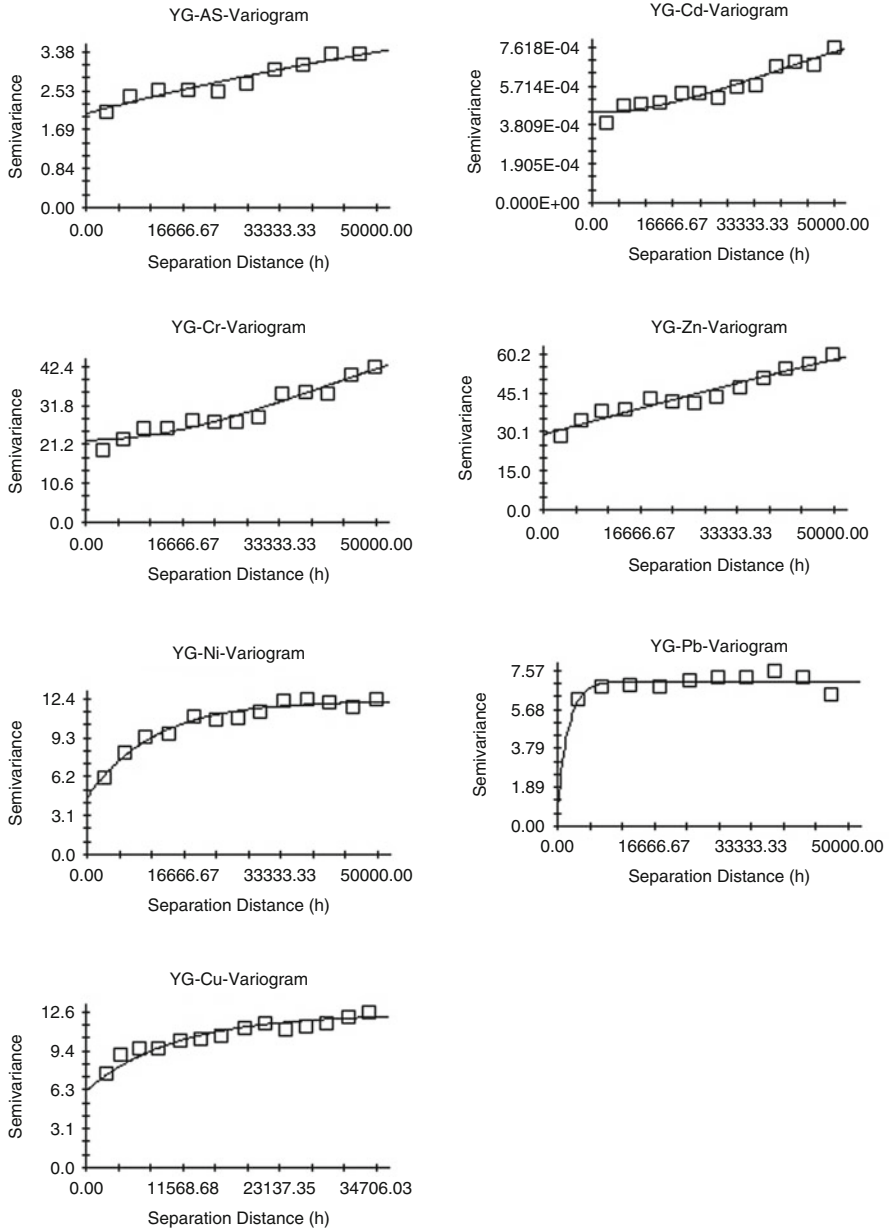 YG-AS-Variogram
3.38
2.53
1.69
0.84
0.00
Semivariance
0.00 16666.67 33333.33 50000.00
Separation Distance (h)
YG-Cd-Variogram
7.618E-04
5.714E-04
3.809E-04
1.905E-04
0.000E+00
Semivariance
0.00 16666.67 33333.33 50000.00
Separation Distance (h)
YG-Cr-Variogram
42.4
31.8
21.2
10.6
0.0
Semivariance
0.00 16666.67 33333.33 50000.00
Separation Distance (h)
YG-Zn-Variogram
60.2
45.1
30.1
15.0
0.0
Semivariance
0.00 16666.67 33333.33 50000.00
Separation Distance (h)
YG-Ni-Variogram
12.4
9.3
6.2
3.1
0.0
Semivariance
0.00 16666.67 33333.33 50000.00
Separation Distance (h)
YG-Pb-Variogram
7.57
5.68
3.79
1.89
0.00
Semivariance
0.00 16666.67 33333.33 50000.00
Separation Distance (h)
YG-Cu-Variogram
12.6
9.4
6.3
3.1
0.0
Semivariance
0.00 11568.68 23137.35 34706.03
Separation Distance (h)